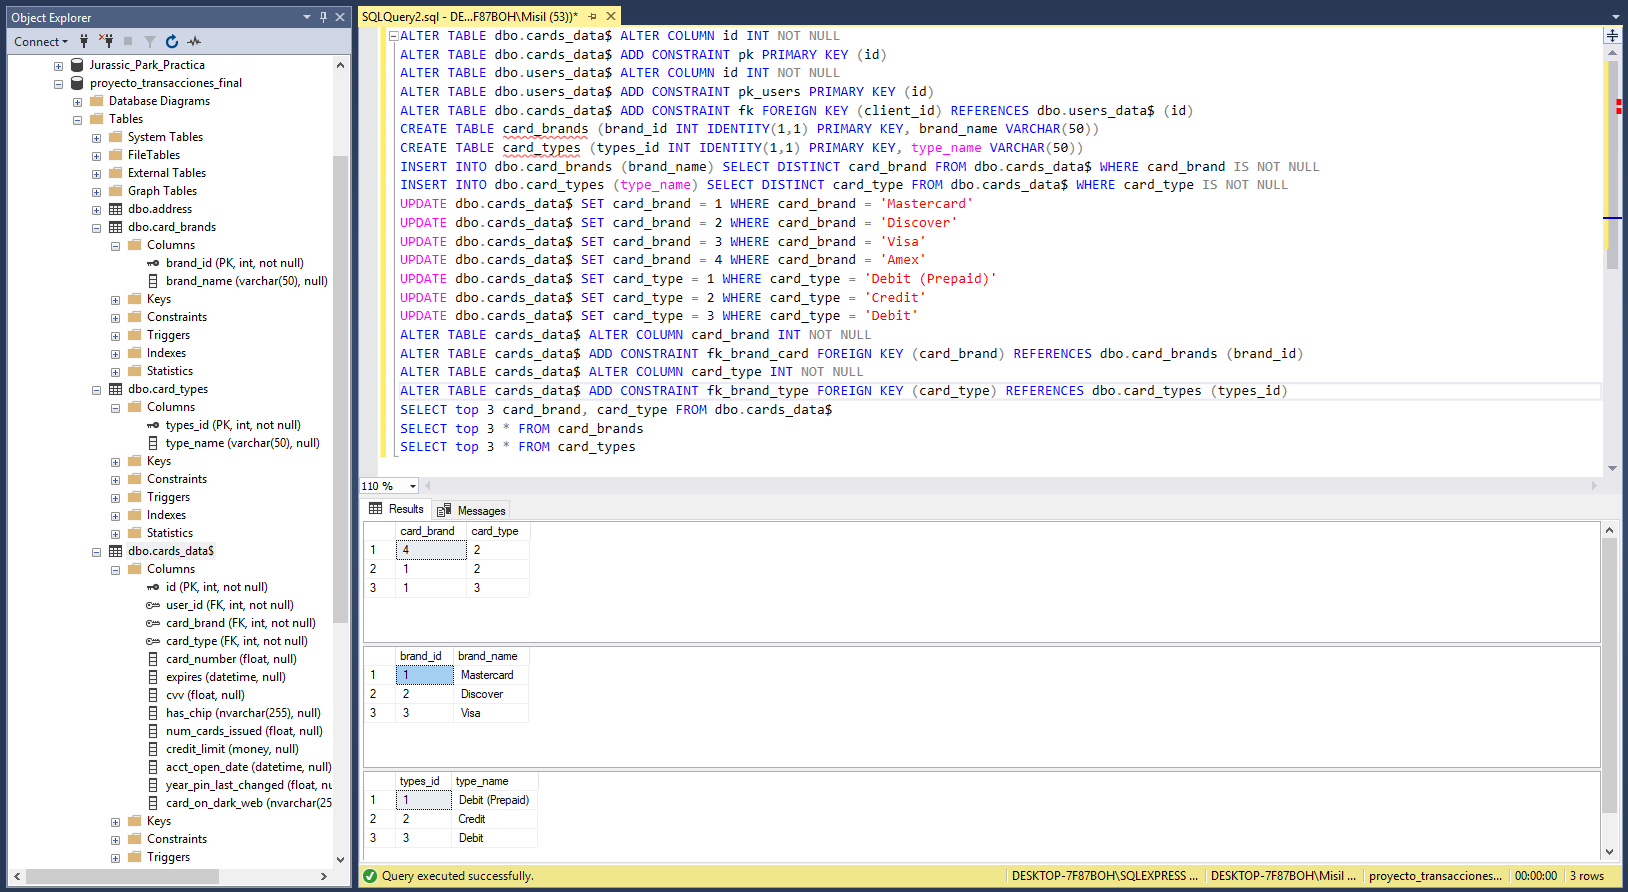 Object Explorer
Connect
Jurassic_Park_Practica
proyecto_transacciones_final
Database Diagrams
Tables
System Tables
FileTables
External Tables
Graph Tables
dbo.address
dbo.card_brands
Columns
brand_id (PK, int, not null)
brand_name (varchar(50), null)
Keys
Constraints
Triggers
Indexes
Statistics
dbo.card_types
Columns
types_id (PK, int, not null)
type_name (varchar(50), null)
Keys
Constraints
Triggers
Indexes
Statistics
dbo.cards_data$
Columns
id (PK, int, not null)
user_id (FK, int, not null)
card_brand (FK, int, not null)
card_type (FK, int, not null)
card_number (float, null)
expires (datetime, null)
cvv (float, null)
has_chip (nvarchar(255), null)
num_cards_issued (float, null)
credit_limit (money, null)
acct_open_date (datetime, null)
year_pin_last_changed (float, nu
card_on_dark_web (nvarchar(25
Keys
Constraints
Triggers
SQLQuery2.sql - DE...F87BOH\Misil (53))*
ALTER TABLE dbo.cards_data$ ALTER COLUMN id INT NOT NULL
ALTER TABLE dbo.cards_data$ ADD CONSTRAINT pk PRIMARY KEY (id)
ALTER TABLE dbo.users_data$ ALTER COLUMN id INT NOT NULL
ALTER TABLE dbo.users_data$ ADD CONSTRAINT pk_users PRIMARY KEY (id)
ALTER TABLE dbo.cards_data$ ADD CONSTRAINT fk FOREIGN KEY (client_id) REFERENCES dbo.users_data$ (id)
CREATE TABLE card_brands (brand_id INT IDENTITY(1,1) PRIMARY KEY, brand_name VARCHAR(50))
CREATE TABLE card_types (types_id INT IDENTITY(1,1) PRIMARY KEY, type_name VARCHAR(50))
INSERT INTO dbo.card_brands (brand_name) SELECT DISTINCT card_brand FROM dbo.cards_data$ WHERE card_brand IS NOT NULL
INSERT INTO dbo.card_types (type_name) SELECT DISTINCT card_type FROM dbo.cards_data$ WHERE card_type IS NOT NULL
UPDATE dbo.cards_data$ SET card_brand = 1 WHERE card_brand = 'Mastercard'
UPDATE dbo.cards_data$ SET card_brand = 2 WHERE card_brand = 'Discover'
UPDATE dbo.cards_data$ SET card_brand = 3 WHERE card_brand = 'Visa'
UPDATE dbo.cards_data$ SET card_brand = 4 WHERE card_brand = 'Amex'
UPDATE dbo.cards_data$ SET card_type = 1 WHERE card_type = 'Debit (Prepaid)'
UPDATE dbo.cards_data$ SET card_type = 2 WHERE card_type = 'Credit'
UPDATE dbo.cards_data$ SET card_type = 3 WHERE card_type = 'Debit'
ALTER TABLE cards_data$ ALTER COLUMN card_brand INT NOT NULL
ALTER TABLE cards_data$ ADD CONSTRAINT fk_brand_card FOREIGN KEY (card_brand) REFERENCES dbo.card_brands (brand_id)
ALTER TABLE cards_data$ ALTER COLUMN card_type INT NOT NULL
ALTER TABLE cards_data$ ADD CONSTRAINT fk_brand_type FOREIGN KEY (card_type) REFERENCES dbo.card_types (types_id)
SELECT top 3 card_brand, card_type FROM dbo.cards_data$
SELECT top 3 * FROM card_brands
SELECT top 3 * FROM card_types
110 %
Results Messages
card_brand card_type
1 4 2
2 1 2
3 1 3
brand_id brand_name
1 1 Mastercard
2 2 Discover
3 3 Visa
types_id type_name
1 1 Debit (Prepaid)
2 2 Credit
3 3 Debit
Query executed successfully. DESKTOP-7F87BOH\SQLEXPRESS ... DESKTOP-7F87BOH\Misil ... proyecto_transacciones... 00:00:00 3 rows